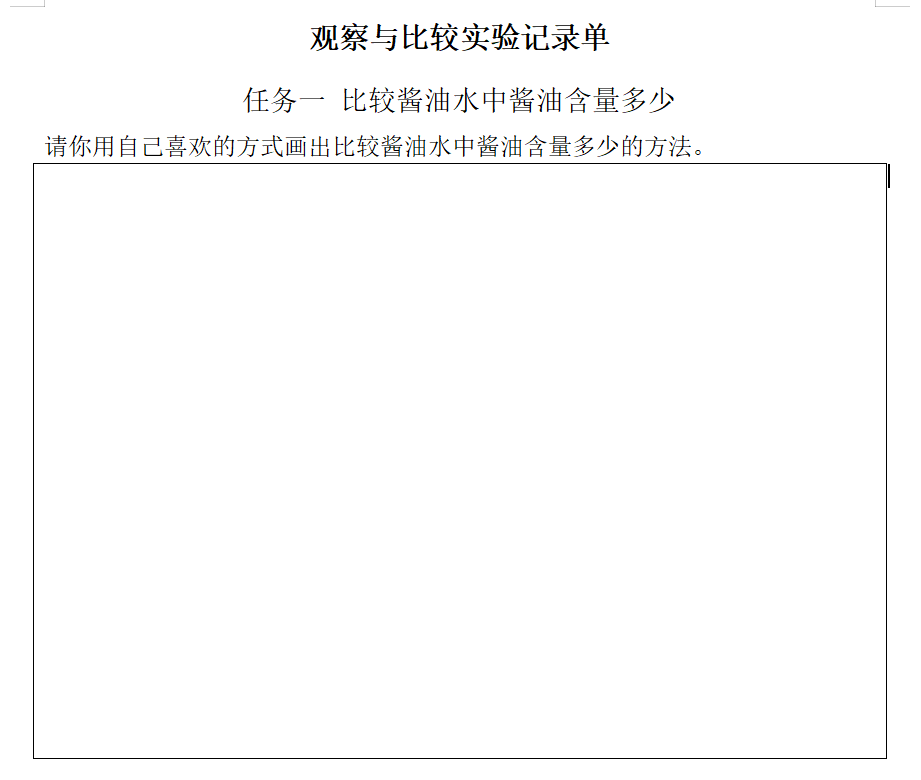 观察与比较实验记录单
任务一 比较酱油水中酱油含量多少
请你用自己喜欢的方式画出比较酱油水中酱油含量多少的方法。